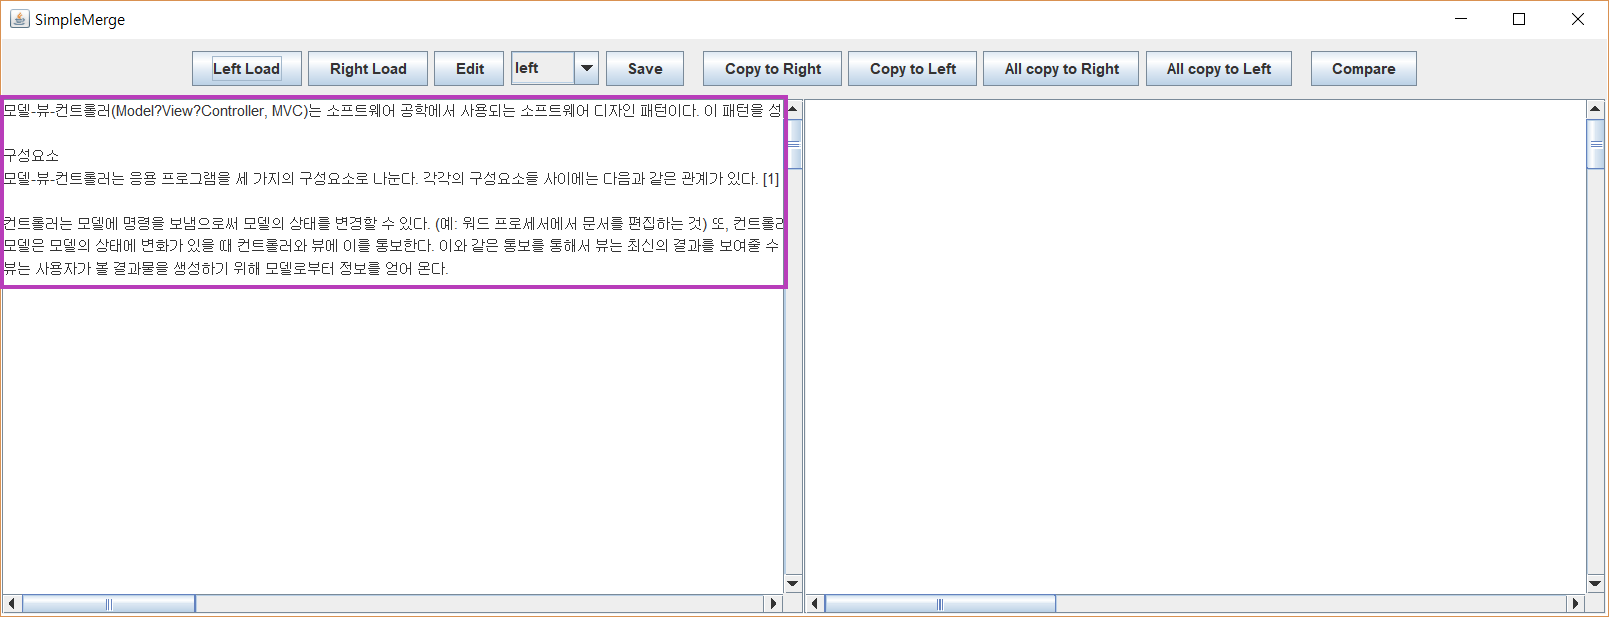 SimpleMerge
Left Load Right Load Edit left Save Copy to Right Copy to Left All copy to Right All copy to Left Compare
모델-뷰-컨트롤러(Model?View?Controller, MVC)는 소프트웨어 공학에서 사용되는 소프트웨어 디자인 패턴이다. 이 패턴을 성
구성요소
모델-뷰-컨트롤러는 응용 프로그램을 세 가지의 구성요소로 나눈다. 각각의 구성요소들 사이에는 다음과 같은 관계가 있다. [1]
컨트롤러는 모델에 명령을 보냄으로써 모델의 상태를 변경할 수 있다. (예: 워드 프로세서에서 문서를 편집하는 것) 또, 컨트롤러
모델은 모델의 상태에 변화가 있을 때 컨트롤러와 뷰에 이를 통보한다. 이와 같은 통보를 통해서 뷰는 최신의 결과를 보여줄 수
뷰는 사용자가 볼 결과물을 생성하기 위해 모델로부터 정보를 얻어 온다.